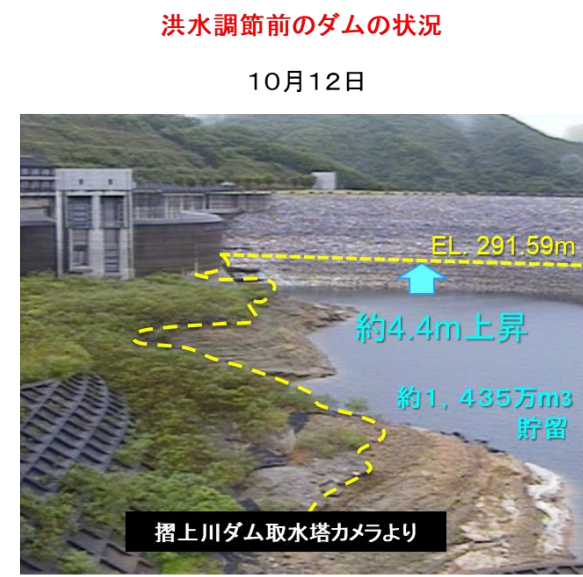 洪水調節前のダムの状況
10月12日
EL. 291.59m
約4.4m上昇
約1,435万m3
貯留
摺上川ダム取水塔カメラより